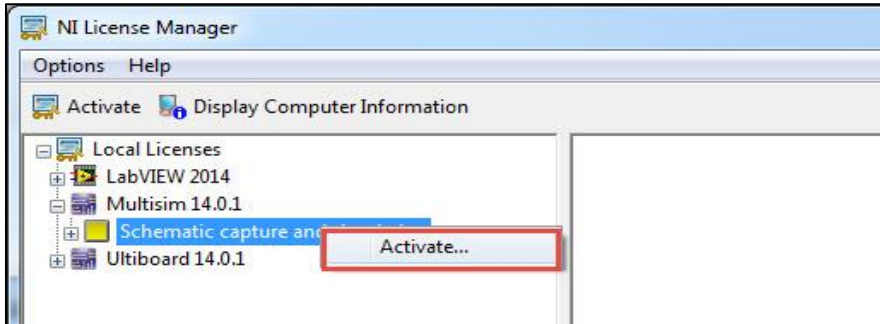 NI License Manager
Options Help
Activate Display Computer Information
Local Licenses
LabVIEW 2014
Multisim 14.0.1
Schematic capture and
Activate...
Ultiboard 14.0.1